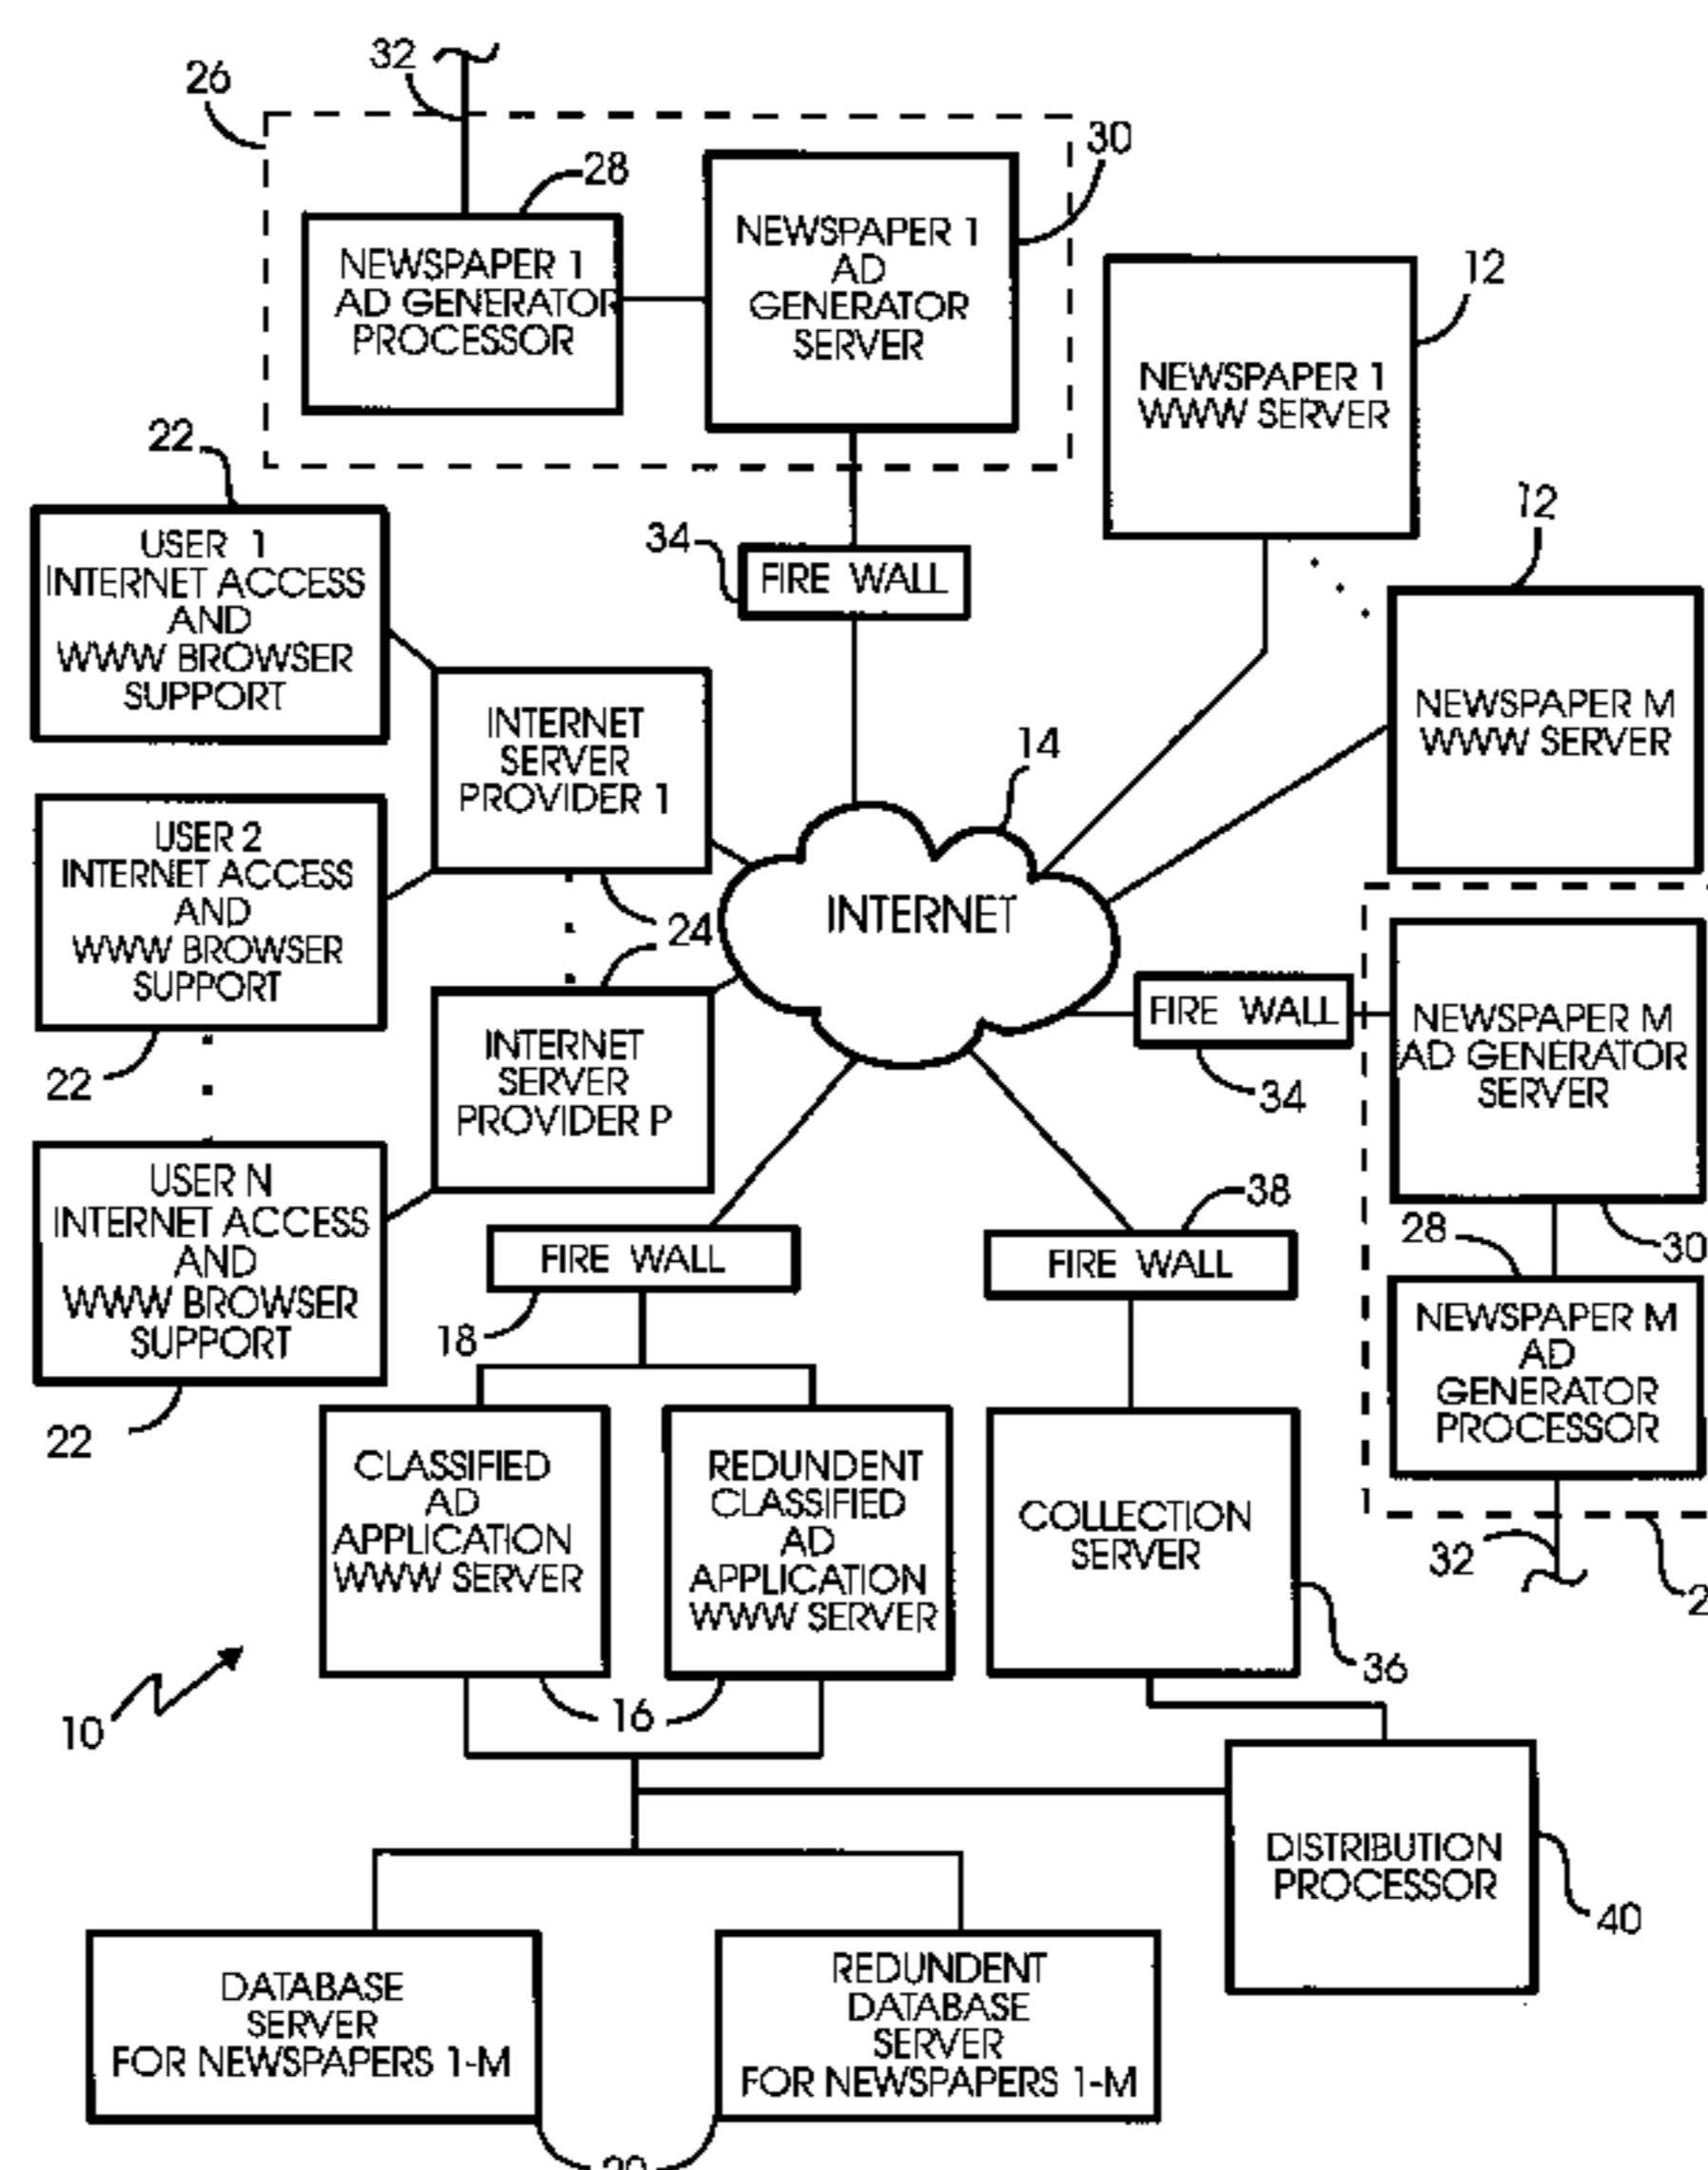 32
26
28
30
NEWSPAPER 1
AD GENERATOR
PROCESSOR
NEWSPAPER 1
AD
GENERATOR
SERVER
12
NEWSPAPER 1
WWW SERVER
22
USER 1
INTERNET ACCESS
AND
WWW BROWSER
SUPPORT
34
FIRE WALL
12
NEWSPAPER M
WWW SERVER
INTERNET
SERVER
PROVIDER 1
14
INTERNET
USER 2
INTERNET ACCESS
AND
WWW BROWSER
SUPPORT
22
24
INTERNET
SERVER
PROVIDER P
FIRE WALL
34
NEWSPAPER M
AD GENERATOR
SERVER
30
USER N
INTERNET ACCESS
AND
WWW BROWSER
SUPPORT
22
FIRE WALL
18
38
FIRE WALL
28
NEWSPAPER M
AD
GENERATOR
PROCESSOR
32
CLASSIFIED
AD
APPLICATION
WWW SERVER
REDUNDENT
CLASSIFIED
AD
APPLICATION
WWW SERVER
16
COLLECTION
SERVER
36
10
DISTRIBUTION
PROCESSOR
40
DATABASE
SERVER
FOR NEWSPAPERS 1-M
REDUNDENT
DATABASE
SERVER
FOR NEWSPAPERS 1-M